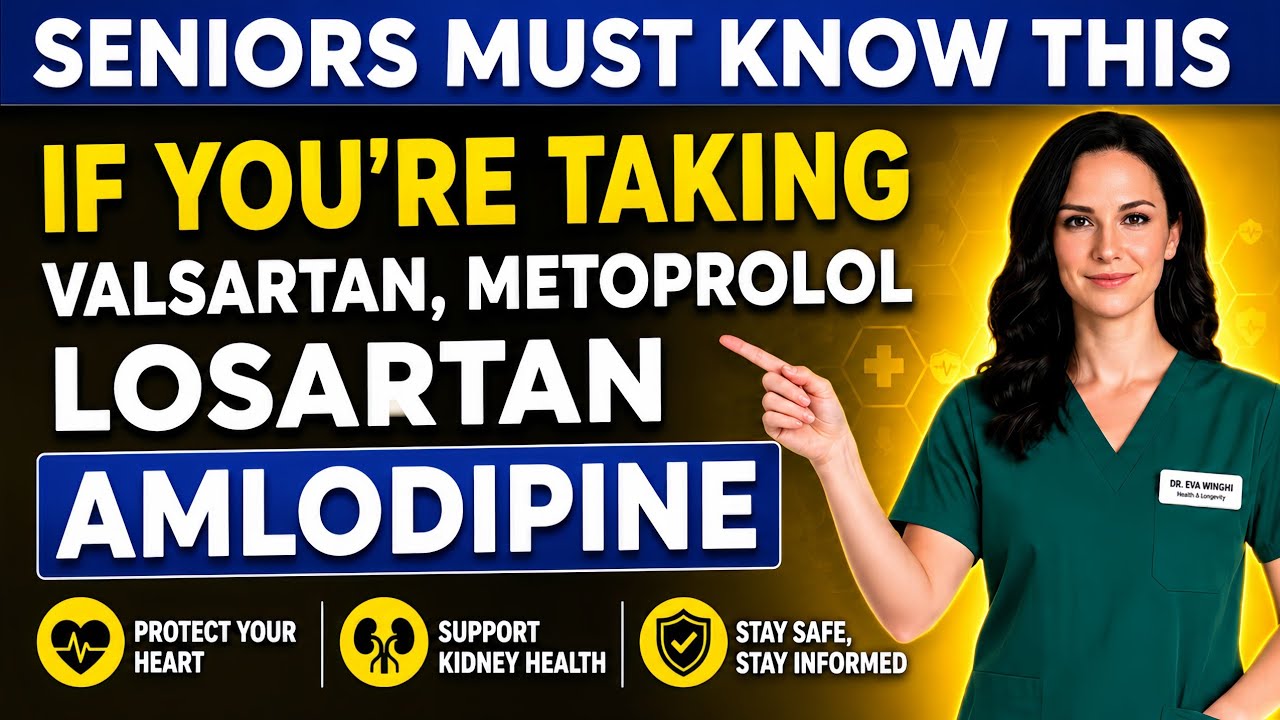 SENIORS MUST KNOW THIS
IF YOU'RE TAKING
VALSARTAN, METOPROLOL
LOSARTAN
AMLODIPINE
PROTECT YOUR
HEART
SUPPORT
KIDNEY HEALTH
STAY SAFE,
STAY INFORMED
DR. EVA WINGHI
Health & Longevity